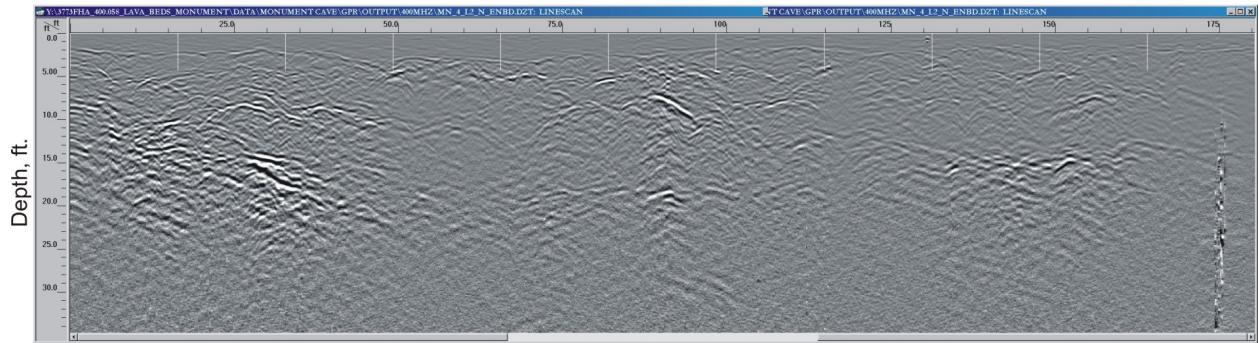 Y:\3773FHA_400.058_LAVA_BEDS_MONUMENT\DATA\MONUMENT CAVE\GPR\OUTPUT\400MHZ\MN_4_L2_N_ENBD.DZT: LINESCAN
NT CAVE\GPR\OUTPUT\400MHZ\MN_4_L2_N_ENBD.DZT: LINESCAN
ft ft 25.0 50.0 75.0 100 125 150 175
0.0
5.00
10.0
15.0
20.0
25.0
30.0
Depth, ft.